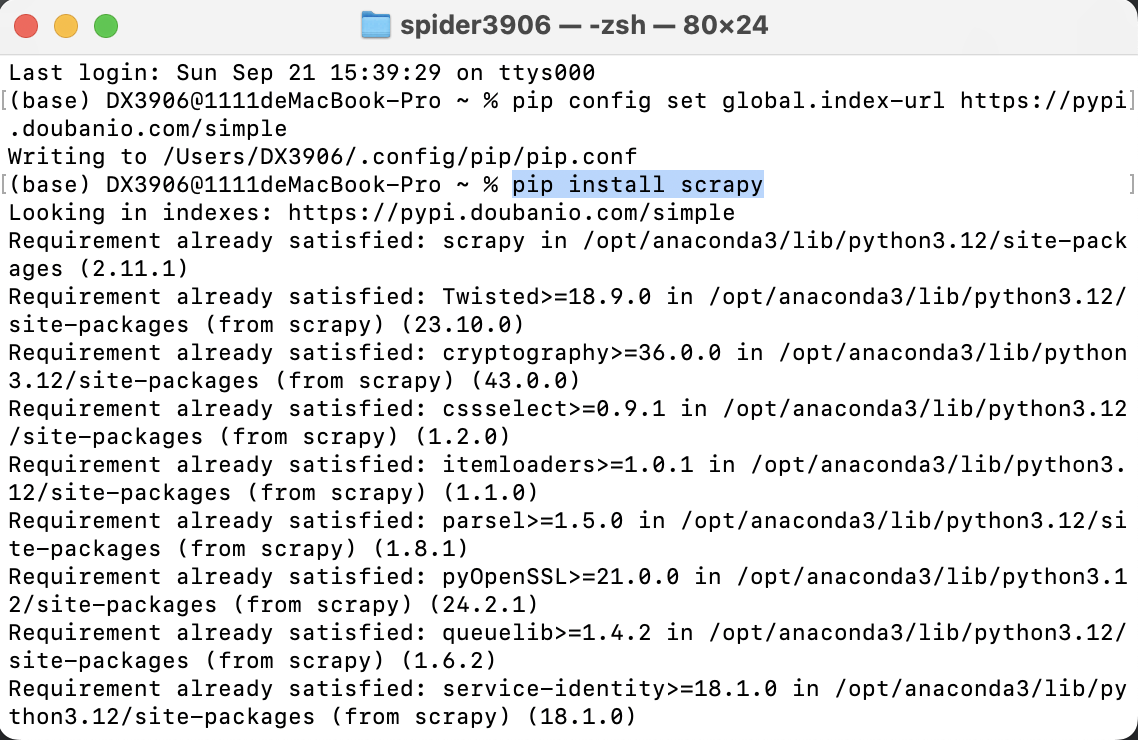 spider3906 — -zsh — 80×24
Last login: Sun Sep 21 15:39:29 on ttys000
[(base) DX3906@1111deMacBook-Pro ~ % pip config set global.index-url https://pypi]
.doubanio.com/simple
Writing to /Users/DX3906/.config/pip/pip.conf
[(base) DX3906@1111deMacBook-Pro ~ % pip install scrapy ]
Looking in indexes: https://pypi.doubanio.com/simple
Requirement already satisfied: scrapy in /opt/anaconda3/lib/python3.12/site-pack
ages (2.11.1)
Requirement already satisfied: Twisted>=18.9.0 in /opt/anaconda3/lib/python3.12/
site-packages (from scrapy) (23.10.0)
Requirement already satisfied: cryptography>=36.0.0 in /opt/anaconda3/lib/python
3.12/site-packages (from scrapy) (43.0.0)
Requirement already satisfied: cssselect>=0.9.1 in /opt/anaconda3/lib/python3.12
/site-packages (from scrapy) (1.2.0)
Requirement already satisfied: itemloaders>=1.0.1 in /opt/anaconda3/lib/python3.
12/site-packages (from scrapy) (1.1.0)
Requirement already satisfied: parsel>=1.5.0 in /opt/anaconda3/lib/python3.12/si
te-packages (from scrapy) (1.8.1)
Requirement already satisfied: pyOpenSSL>=21.0.0 in /opt/anaconda3/lib/python3.1
2/site-packages (from scrapy) (24.2.1)
Requirement already satisfied: queuelib>=1.4.2 in /opt/anaconda3/lib/python3.12/
site-packages (from scrapy) (1.6.2)
Requirement already satisfied: service-identity>=18.1.0 in /opt/anaconda3/lib/py
thon3.12/site-packages (from scrapy) (18.1.0)